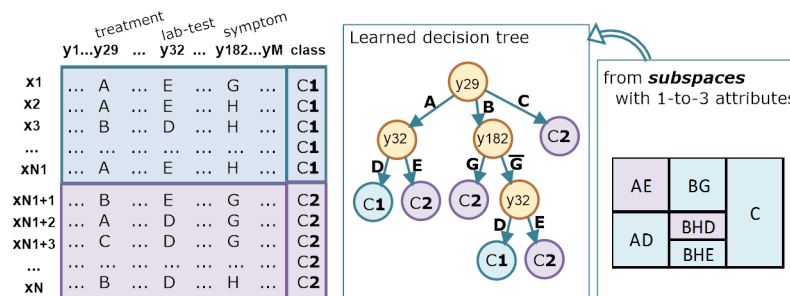 treatment lab-test symptom
y1...y29 ... y32 ... y182...yM class
x1 ... A ... E ... G ... C1
x2 ... A ... E ... H ... C1
x3 ... B ... D ... H ... C1
... ... ... ... ... ... ... C1
xN1 ... A ... E ... H ... C1
xN1+1 ... B ... E ... G ... C2
xN1+2 ... A ... D ... G ... C2
xN1+3 ... C ... D ... G ... C2
... ... ... ... ... ... ... C2
xN ... B ... D ... H ... C2
Learned decision tree
y29
A B C
y32 y182 C2
D E G G̅
C1 C2 C2 y32
D E
C1 C2
from subspaces
with 1-to-3 attributes
AE BG C
AD BHD
BHE